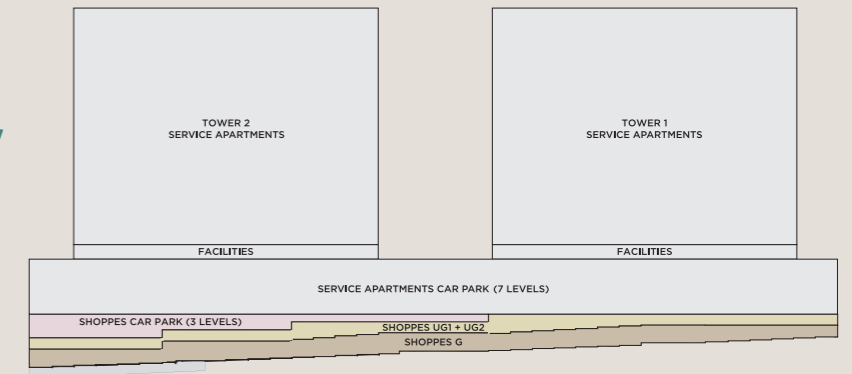 TOWER 2
SERVICE APARTMENTS
TOWER 1
SERVICE APARTMENTS
FACILITIES
FACILITIES
SERVICE APARTMENTS CAR PARK (7 LEVELS)
SHOPPES CAR PARK (3 LEVELS)
SHOPPES UG1 + UG2
SHOPPES G